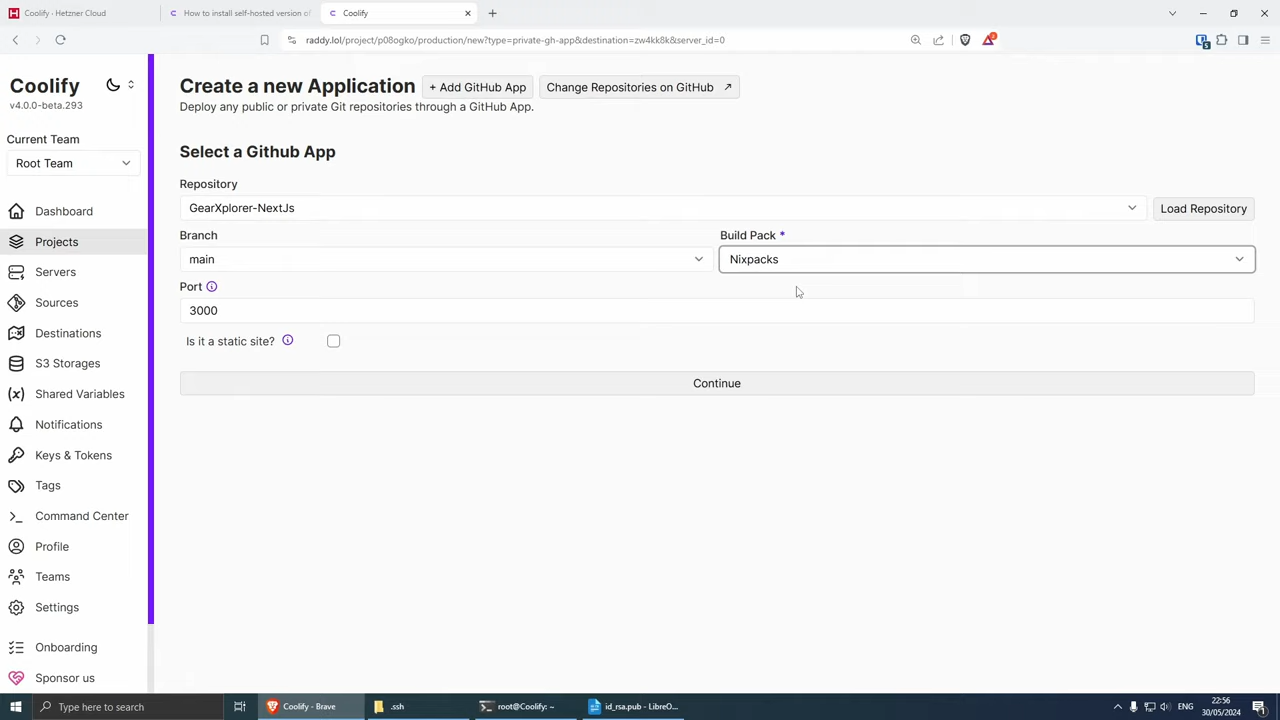 Coolify · Hetzner Cloud
How to install self-hosted version of
Coolify
raddy.lol/project/p08ogko/production/new?type=private-gh-app&destination=zw4kk8k&server_id=0
Coolify
v4.0.0-beta.293
Current Team
Root Team
Dashboard
Projects
Servers
Sources
Destinations
S3 Storages
Shared Variables
Notifications
Keys & Tokens
Tags
Command Center
Profile
Teams
Settings
Onboarding
Sponsor us
Create a new Application
+ Add GitHub App
Change Repositories on GitHub
Deploy any public or private Git repositories through a GitHub App.
Select a Github App
Repository
GearXplorer-NextJs
Load Repository
Branch
Build Pack *
main
Nixpacks
Port
3000
Is it a static site?
Continue
Type here to search
Coolify - Brave
.ssh
root@Coolify: ~
id_rsa.pub - LibreO...
ENG
22:56
30/05/2024